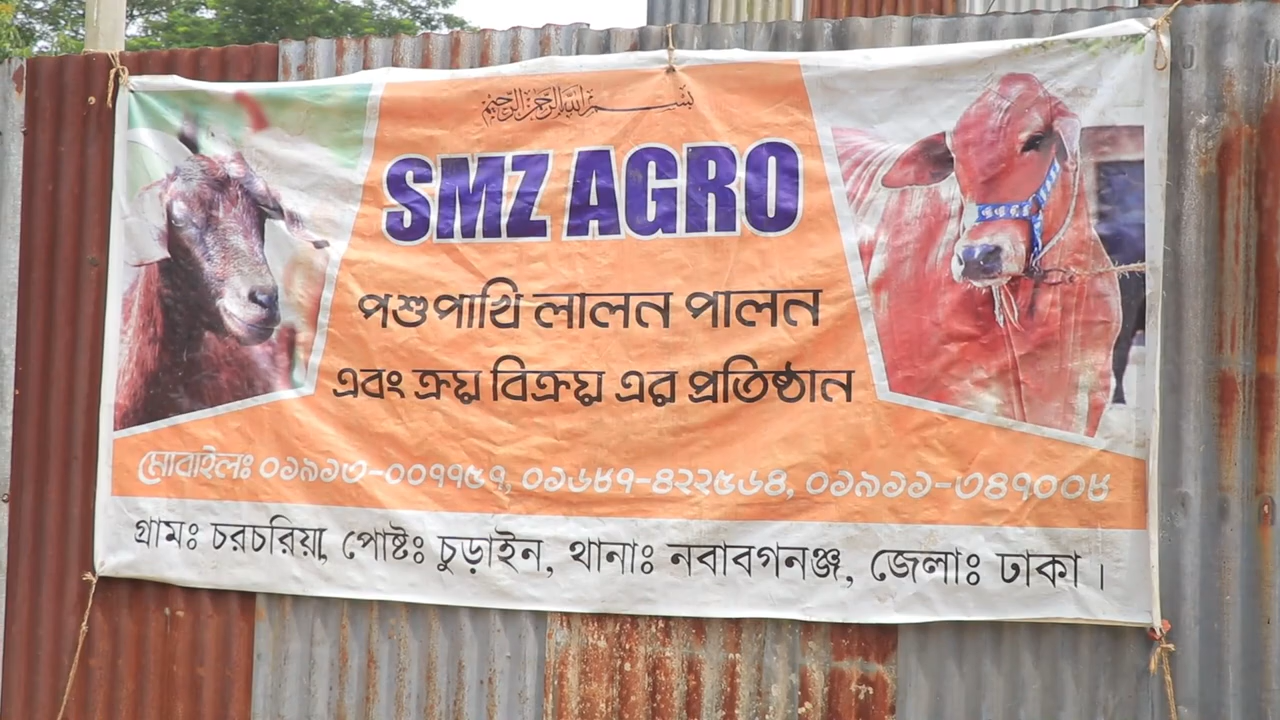 بسم الله الرحمن الرحيم
SMZ AGRO
পশুপাখি লালন পালন
এবং ক্রয় বিক্রয় এর প্রতিষ্ঠান
মোবাইলঃ ০১৯১৩-০০৭৭৫৭, ০১৬৮৭-৪২২৫৬৪, ০১৯১১-৩৪৭০০৮
গ্রামঃ চরচরিয়া, পোষ্টঃ চুড়াইন, থানাঃ নবাবগনঞ্জ, জেলাঃ ঢাকা।